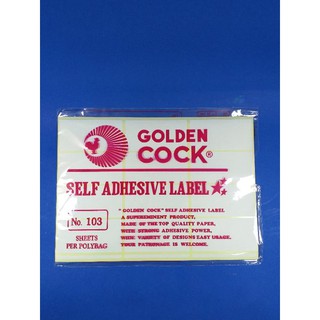 GOLDEN
COCK®
SELF ADHESIVE LABEL
No. 103
SHEETS
PER POLYBAG
"GOLDEN COCK" SELF ADHESIVE LABEL
A SUPEREMINENT PRODUCT,
MADE OF THE TOP QUALITY PAPER,
WITH STRONG ADHESIVE POWER,
WIDE VARIETY OF DESIGNS EASY USAGE,
YOUR PATRONAGE IS WELCOME.